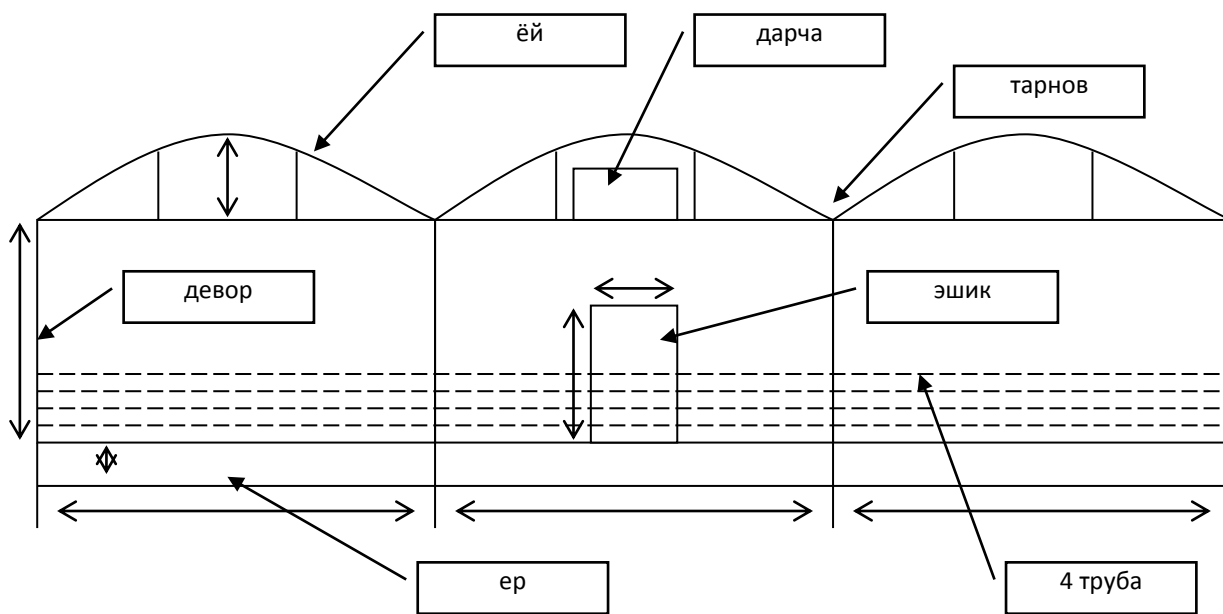 ёй
дарча
тарнов
девор
эшик
ер
4 труба